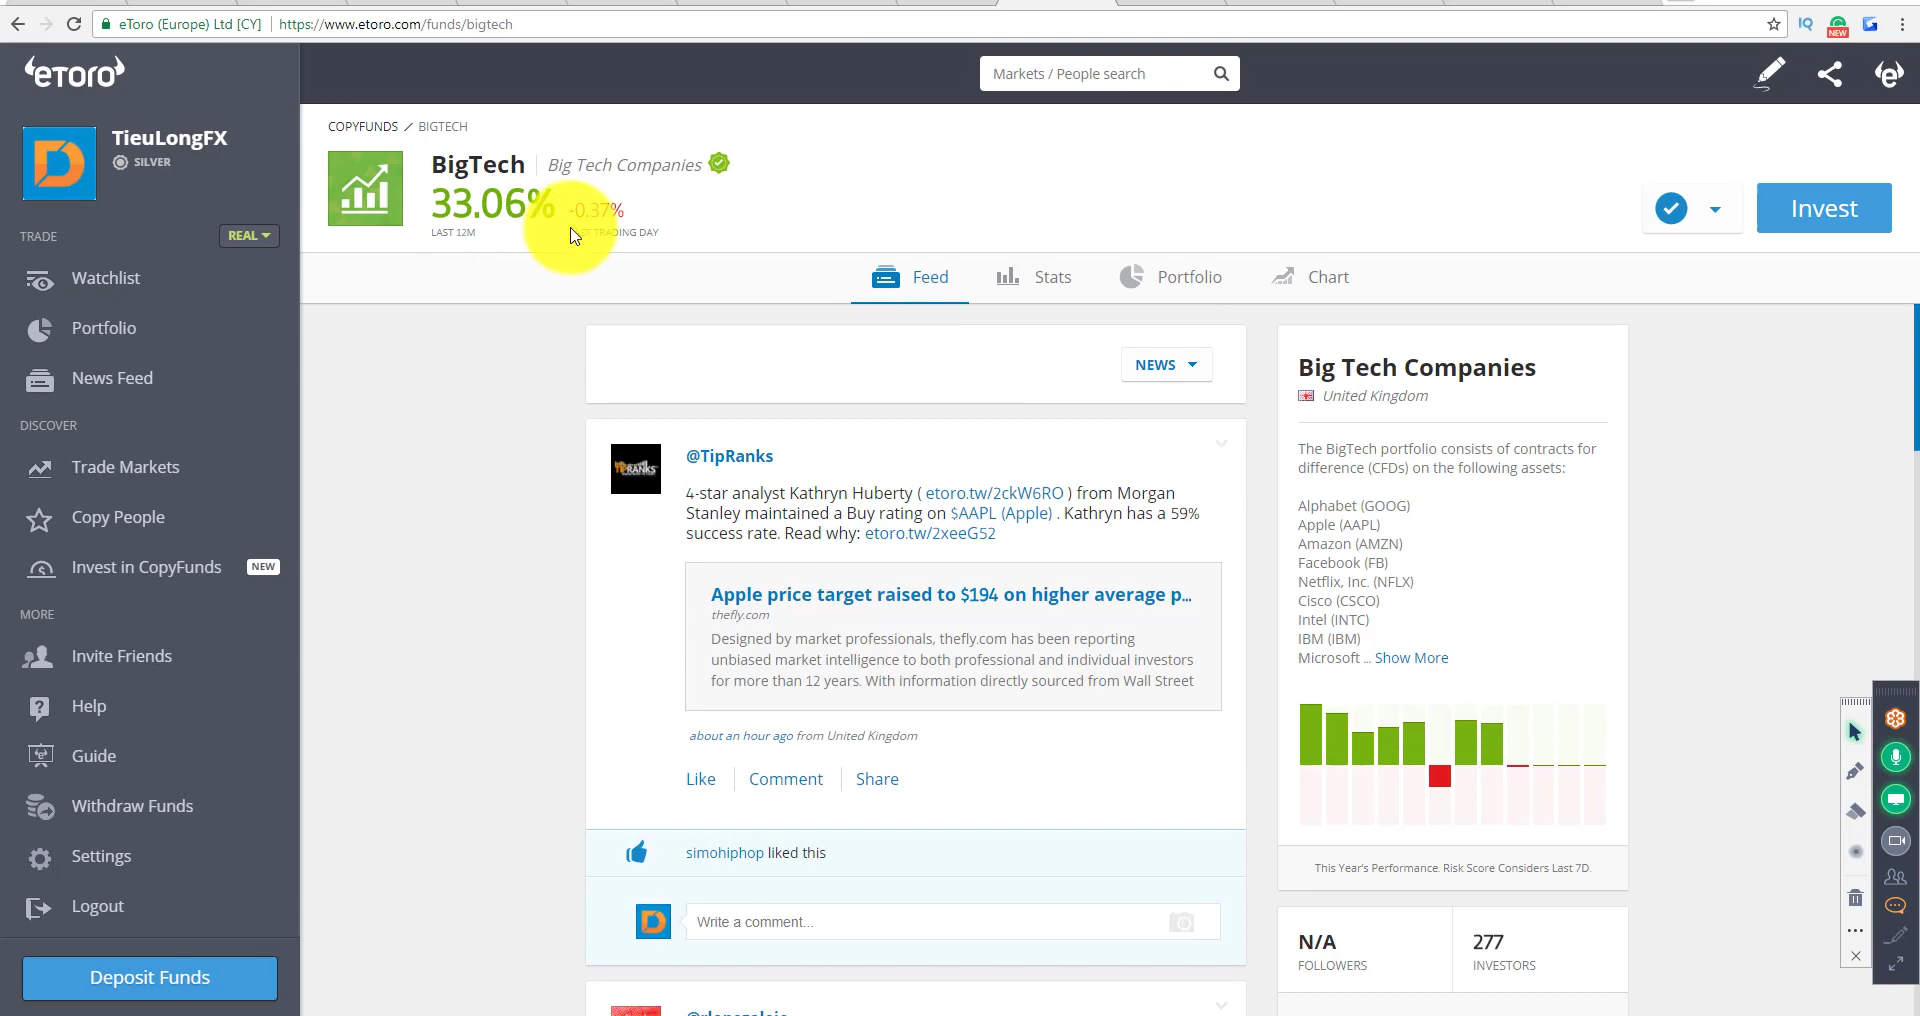 eToro (Europe) Ltd [CY]
https://www.etoro.com/funds/bigtech
IQ
NEW
eToro
Markets / People search
TieuLongFX
SILVER
TRADE
REAL
Watchlist
Portfolio
News Feed
DISCOVER
Trade Markets
Copy People
Invest in CopyFunds
NEW
MORE
Invite Friends
Help
Guide
Withdraw Funds
Settings
Logout
Deposit Funds
COPYFUNDS / BIGTECH
BigTech
Big Tech Companies
33.06%
-0.37%
LAST 12M
TRADING DAY
Invest
Feed
Stats
Portfolio
Chart
NEWS
@TipRanks
4-star analyst Kathryn Huberty ( etoro.tw/2ckW6RO ) from Morgan
Stanley maintained a Buy rating on $AAPL (Apple) . Kathryn has a 59%
success rate. Read why: etoro.tw/2xeeG52
Apple price target raised to $194 on higher average p...
thefly.com
Designed by market professionals, thefly.com has been reporting
unbiased market intelligence to both professional and individual investors
for more than 12 years. With information directly sourced from Wall Street
about an hour ago from United Kingdom
Like
Comment
Share
simohiphop liked this
Write a comment...
Big Tech Companies
United Kingdom
The BigTech portfolio consists of contracts for
difference (CFDs) on the following assets:
Alphabet (GOOG)
Apple (AAPL)
Amazon (AMZN)
Facebook (FB)
Netflix, Inc. (NFLX)
Cisco (CSCO)
Intel (INTC)
IBM (IBM)
Microsoft ... Show More
This Year's Performance. Risk Score Considers Last 7D.
N/A
FOLLOWERS
277
INVESTORS